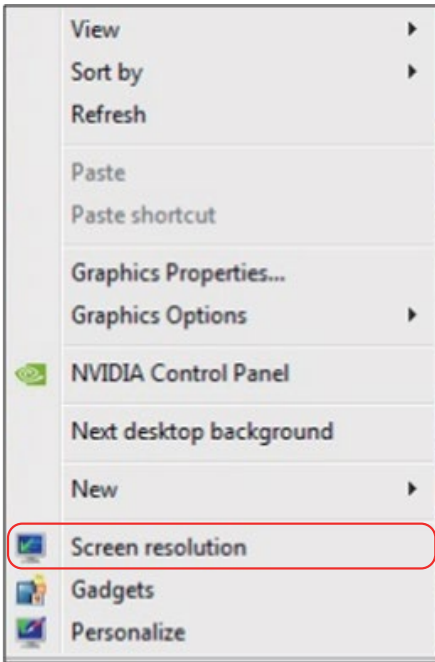 View
Sort by
Refresh
Paste
Paste shortcut
Graphics Properties...
Graphics Options
NVIDIA Control Panel
Next desktop background
New
Screen resolution
Gadgets
Personalize